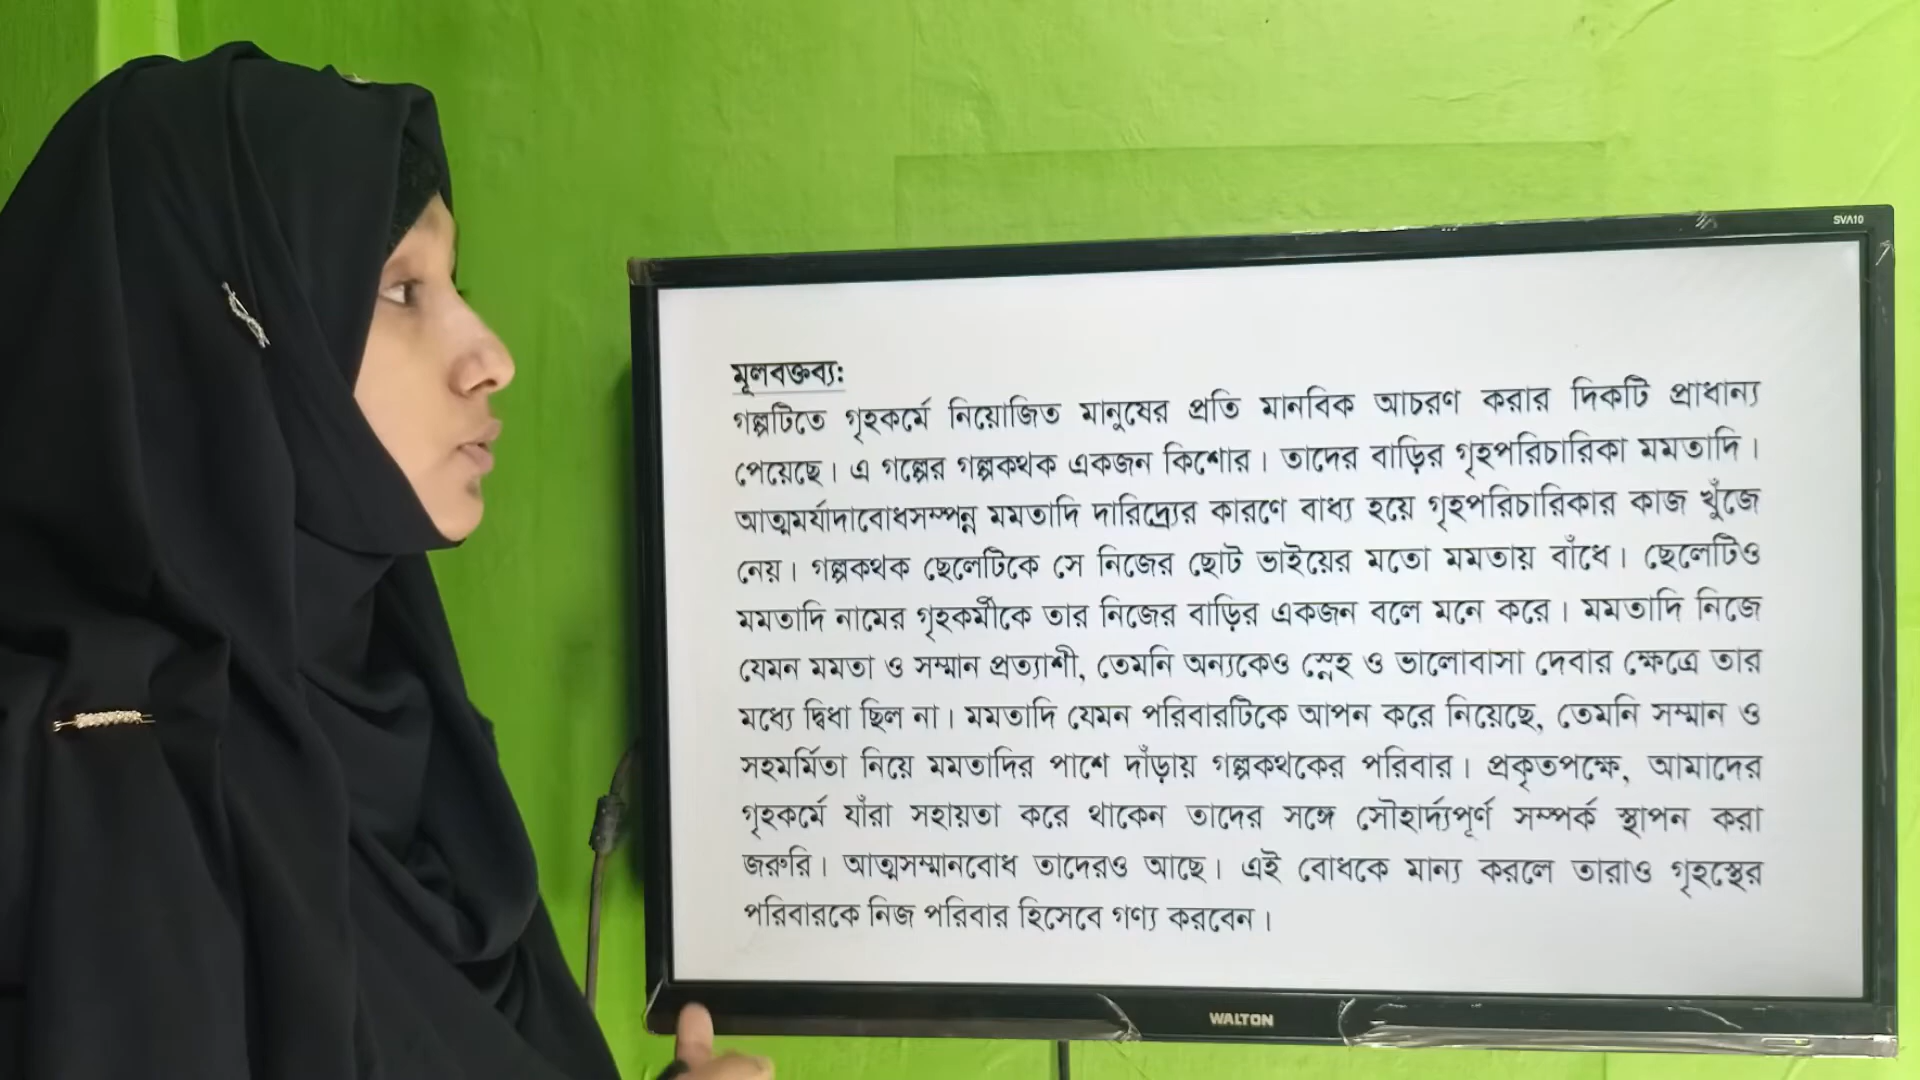 SVA10
মূলবক্তব্য:
গল্পটিতে গৃহকর্মে নিয়োজিত মানুষের প্রতি মানবিক আচরণ করার দিকটি প্রাধান্য
পেয়েছে। এ গল্পের গল্পকথক একজন কিশোর। তাদের বাড়ির গৃহপরিচারিকা মমতাদি।
আত্মমর্যাদাবোধসম্পন্ন মমতাদি দারিদ্র্যের কারণে বাধ্য হয়ে গৃহপরিচারিকার কাজ খুঁজে
নেয়। গল্পকথক ছেলেটিকে সে নিজের ছোট ভাইয়ের মতো মমতায় বাঁধে। ছেলেটিও
মমতাদি নামের গৃহকর্মীকে তার নিজের বাড়ির একজন বলে মনে করে। মমতাদি নিজে
যেমন মমতা ও সম্মান প্রত্যাশী, তেমনি অন্যকেও স্নেহ ও ভালোবাসা দেবার ক্ষেত্রে তার
মধ্যে দ্বিধা ছিল না। মমতাদি যেমন পরিবারটিকে আপন করে নিয়েছে, তেমনি সম্মান ও
সহমর্মিতা নিয়ে মমতাদির পাশে দাঁড়ায় গল্পকথকের পরিবার। প্রকৃতপক্ষে, আমাদের
গৃহকর্মে যাঁরা সহায়তা করে থাকেন তাদের সঙ্গে সৌহার্দ্যপূর্ণ সম্পর্ক স্থাপন করা
জরুরি। আত্মসম্মানবোধ তাদেরও আছে। এই বোধকে মান্য করলে তারাও গৃহস্থের
পরিবারকে নিজ পরিবার হিসেবে গণ্য করবেন।
WALTON